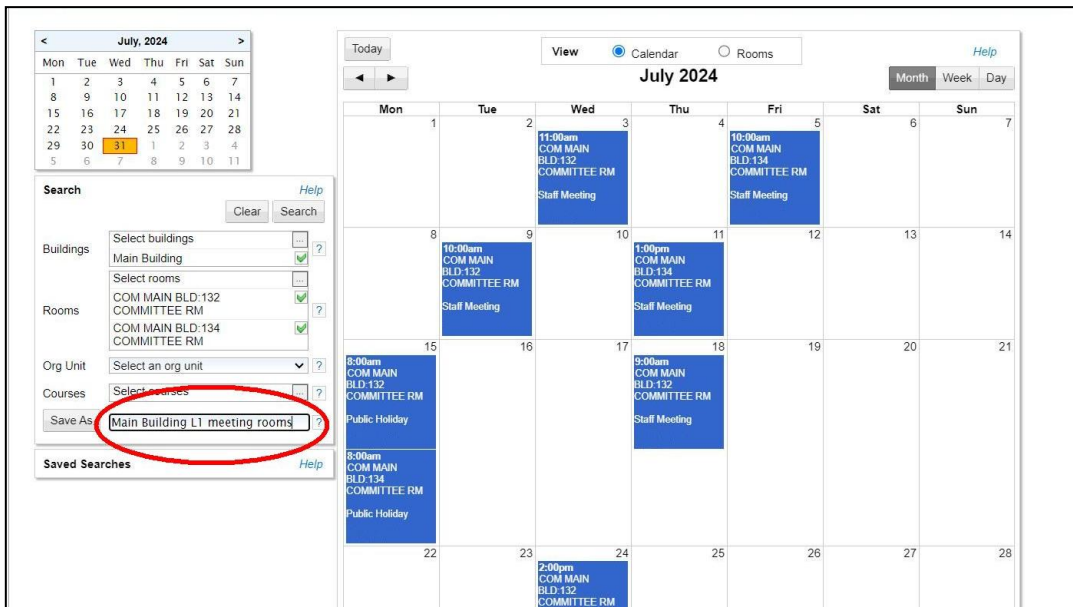 < July, 2024 >
Mon Tue Wed Thu Fri Sat Sun
1 2 3 4 5 6 7
8 9 10 11 12 13 14
15 16 17 18 19 20 21
22 23 24 25 26 27 28
29 30 31 1 2 3 4
5 6 7 8 9 10 11
Search Help
Clear Search
Buildings
Select buildings ...
Main Building
?
Rooms
Select rooms ...
COM MAIN BLD:132
COMMITTEE RM
COM MAIN BLD:134
COMMITTEE RM
?
Org Unit Select an org unit ?
Courses Select courses ... ?
Save As Main Building L1 meeting rooms ?
Saved Searches Help
Today View Calendar Rooms Help
July 2024 Month Week Day
Mon Tue Wed Thu Fri Sat Sun
1 2 3 4 5 6 7
11:00am
COM MAIN
BLD:132
COMMITTEE RM
Staff Meeting
10:00am
COM MAIN
BLD:134
COMMITTEE RM
Staff Meeting
8 9 10 11 12 13 14
10:00am
COM MAIN
BLD:132
COMMITTEE RM
Staff Meeting
1:00pm
COM MAIN
BLD:134
COMMITTEE RM
Staff Meeting
15 16 17 18 19 20 21
8:00am
COM MAIN
BLD:132
COMMITTEE RM
Public Holiday
8:00am
COM MAIN
BLD:134
COMMITTEE RM
Public Holiday
9:00am
COM MAIN
BLD:132
COMMITTEE RM
Staff Meeting
22 23 24 25 26 27 28
2:00pm
COM MAIN
BLD:132
COMMITTEE RM